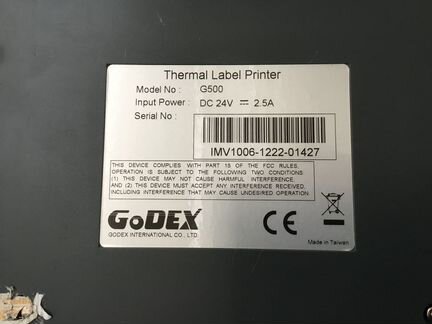 Thermal Label Printer
Model No : G500
Input Power : DC 24V ⎓ 2.5A
Serial No :
IMV1006-1222-01427
THIS DEVICE COMPLIES WITH PART 15 OF THE FCC RULES.
OPERATION IS SUBJECT TO THE FOLLOWING TWO CONDITIONS:
(1) THIS DEVICE MAY NOT CAUSE HARMFUL INTERFERENCE,
AND (2) THIS DEVICE MUST ACCEPT ANY INTERFERENCE RECEIVED,
INCLUDING INTERFERENCE THAT MAY CAUSE UNDESIRED OPERATION
GoDEX
GODEX INTERNATIONAL CO., LTD.
CE
Made in Taiwan